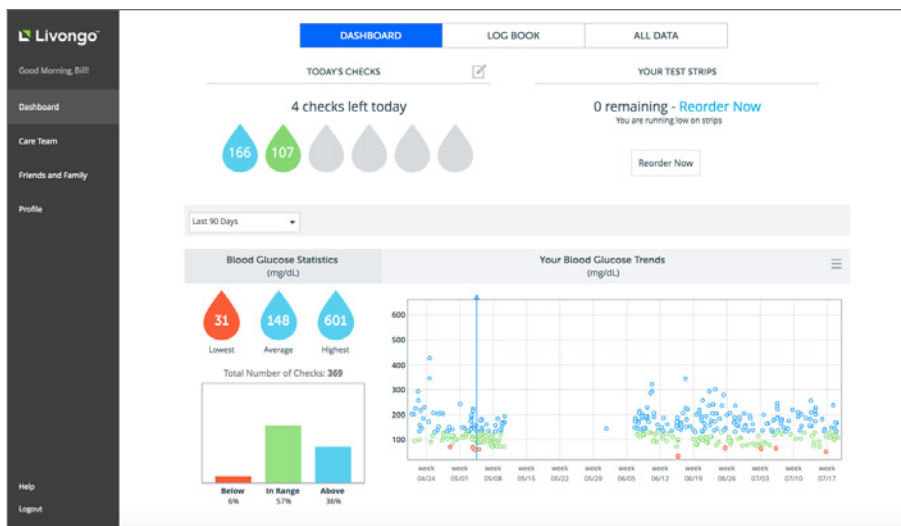 Livongo
Good Morning, Bill!
Dashboard
Care Team
Friends and Family
Profile
Help
Logout
DASHBOARD
LOG BOOK
ALL DATA
TODAY'S CHECKS
4 checks left today
166
107
YOUR TEST STRIPS
0 remaining - Reorder Now
You are running low on strips
Reorder Now
Last 90 Days
Blood Glucose Statistics
(mg/dL)
31
148
601
Lowest
Average
Highest
Total Number of Checks: 369
Below
In Range
Above
6%
57%
36%
Your Blood Glucose Trends
(mg/dL)
600
500
400
300
200
100
week
week
week
week
week
week
week
week
week
week
week
week
week
04/24
05/01
05/08
05/15
05/22
05/29
06/05
06/12
06/19
06/26
07/03
07/10
07/17